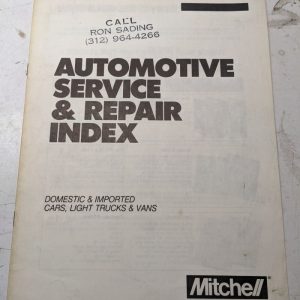 CALL
RON SADING
(312) 964-4266
AUTOMOTIVE
SERVICE
& REPAIR
INDEX
DOMESTIC & IMPORTED
CARS, LIGHT TRUCKS & VANS
Mitchell